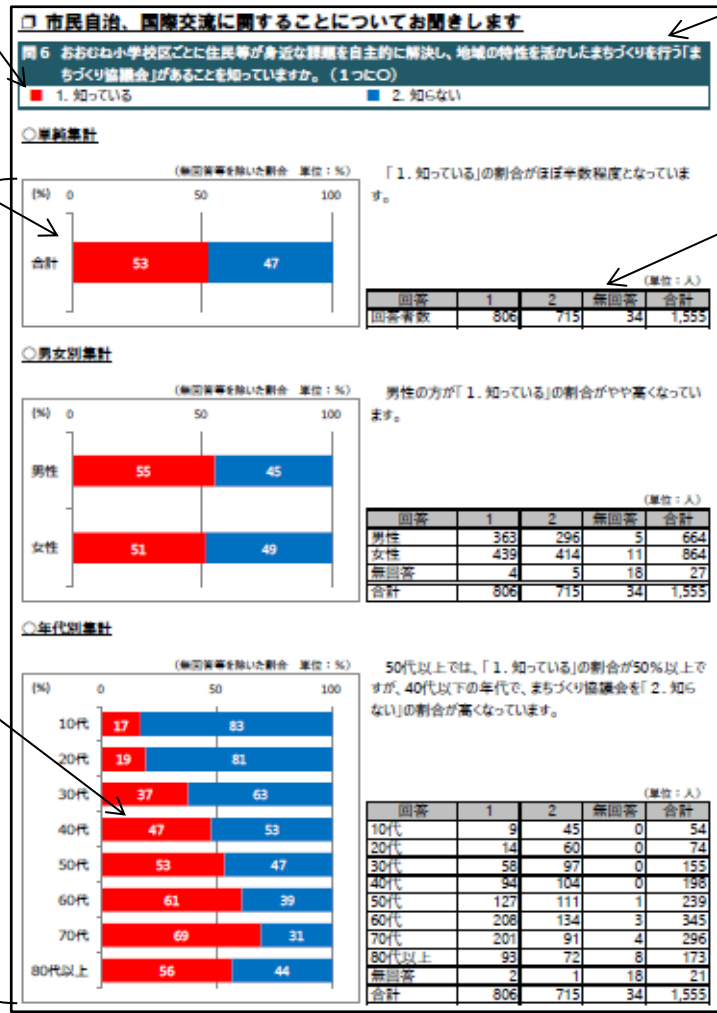 ❒ 市民自治、国際交流に関することについてお聞きします
問6 おおむね小学校区ごとに住民等が身近な課題を自主的に解決し、地域の特性を活かしたまちづくりを行う「ま
ちづくり協議会」があることを知っていますか。(1つに○)
1. 知っている 2. 知らない
○単純集計
(無回答等を除いた割合 単位:%)
(%) 0 50 100
合計 53 47
「1. 知っている」の割合がほぼ半数程度となっていま
す。
(単位:人)
回答 1 2 無回答 合計
回答者数 806 715 34 1,555
○男女別集計
(無回答等を除いた割合 単位:%)
(%) 0 50 100
男性 55 45
女性 51 49
男性の方が「1. 知っている」の割合がやや高くなってい
ます。
(単位:人)
回答 1 2 無回答 合計
男性 363 296 5 664
女性 439 414 11 864
無回答 4 5 18 27
合計 806 715 34 1,555
○年代別集計
(無回答等を除いた割合 単位:%)
(%) 0 50 100
10代 17 83
20代 19 81
30代 37 63
40代 47 53
50代 53 47
60代 61 39
70代 69 31
80代以上 56 44
50代以上では、「1. 知っている」の割合が50%以上で
すが、40代以下の年代で、まちづくり協議会を「2. 知ら
ない」の割合が高くなっています。
(単位:人)
回答 1 2 無回答 合計
10代 9 45 0 54
20代 14 60 0 74
30代 58 97 0 155
40代 94 104 0 198
50代 127 111 1 239
60代 208 134 3 345
70代 201 91 4 296
80代以上 93 72 8 173
無回答 2 1 18 21
合計 806 715 34 1,555